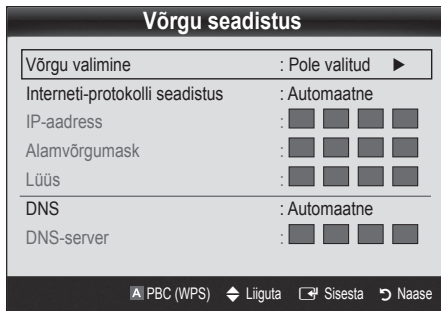 Võrgu seadistus
Võrgu valimine : Pole valitud ►
Interneti-protokolli seadistus : Automaatne
IP-aadress :
Alamvõrgumask :
Lüüs :
DNS : Automaatne
DNS-server :
A PBC (WPS) Liiguta Sisesta Naase